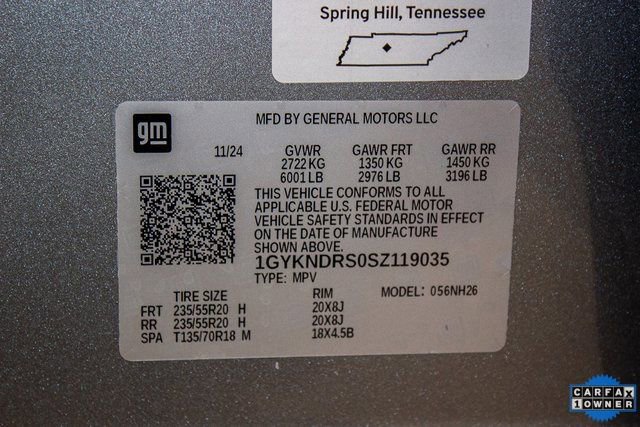 Spring Hill, Tennessee
gm
MFD BY GENERAL MOTORS LLC
11/24 GVWR GAWR FRT GAWR RR
2722 KG 1350 KG 1450 KG
6001 LB 2976 LB 3196 LB
THIS VEHICLE CONFORMS TO ALL
APPLICABLE U.S. FEDERAL MOTOR
VEHICLE SAFETY STANDARDS IN EFFECT
ON THE DATE OF MANUFACTURE
SHOWN ABOVE.
1GYKNDRS0SZ119035
TYPE: MPV
TIRE SIZE RIM MODEL: 056NH26
FRT 235/55R20 H 20X8J
RR 235/55R20 H 20X8J
SPA T135/70R18 M 18X4.5B
CARFAX
1 OWNER